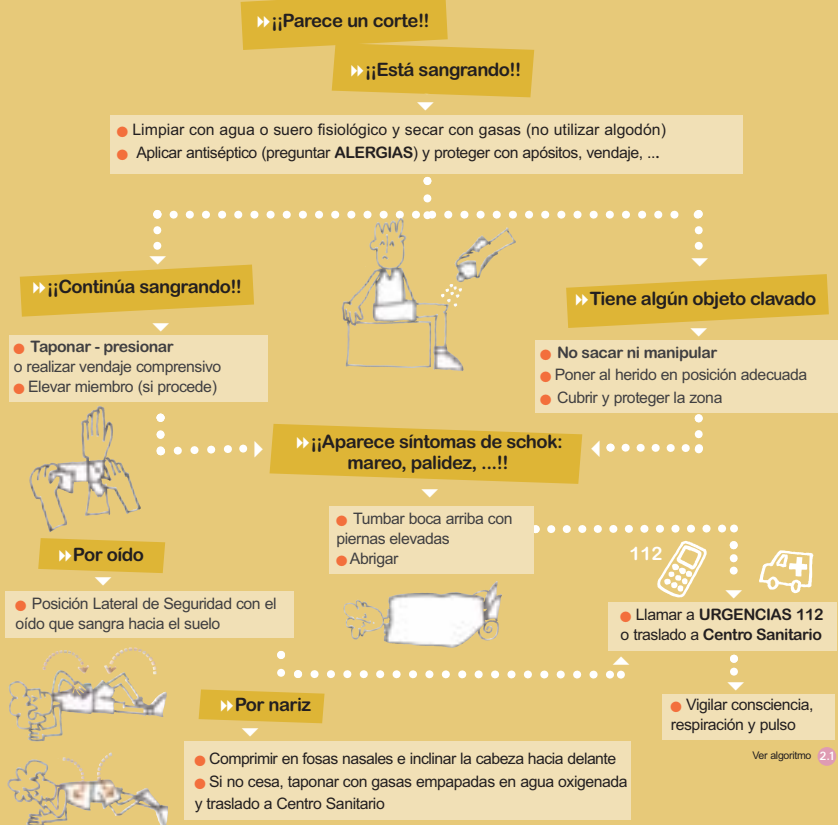 ¡¡Parece un corte!!
¡¡Está sangrando!!
● Limpiar con agua o suero fisiológico y secar con gasas (no utilizar algodón)
● Aplicar antiséptico (preguntar ALERGIAS) y proteger con apósitos, vendaje, ...
¡¡Continúa sangrando!!
● Taponar - presionar
o realizar vendaje comprensivo
● Elevar miembro (si procede)
Tiene algún objeto clavado
● No sacar ni manipular
● Poner al herido en posición adecuada
● Cubrir y proteger la zona
¡¡Aparece síntomas de schok:
mareo, palidez, ...!!
● Tumbar boca arriba con
piernas elevadas
● Abrigar
Por oído
● Posición Lateral de Seguridad con el
oído que sangra hacia el suelo
112
● Llamar a URGENCIAS 112
o traslado a Centro Sanitario
● Vigilar consciencia,
respiración y pulso
Ver algoritmo 2.1
Por nariz
● Comprimir en fosas nasales e inclinar la cabeza hacia delante
● Si no cesa, taponar con gasas empapadas en agua oxigenada
y traslado a Centro Sanitario